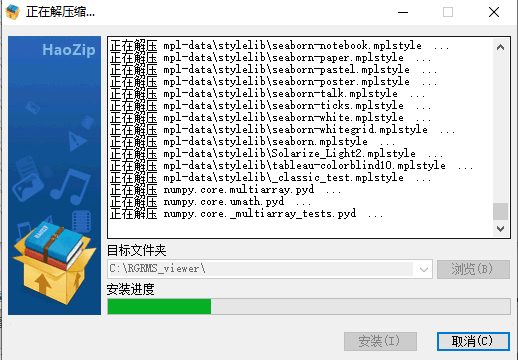 正在解压缩...
HaoZip
正在解压 mpl-data\stylelib\seaborn-notebook.mplstyle ...
正在解压 mpl-data\stylelib\seaborn-paper.mplstyle ...
正在解压 mpl-data\stylelib\seaborn-pastel.mplstyle ...
正在解压 mpl-data\stylelib\seaborn-poster.mplstyle ...
正在解压 mpl-data\stylelib\seaborn-talk.mplstyle ...
正在解压 mpl-data\stylelib\seaborn-ticks.mplstyle ...
正在解压 mpl-data\stylelib\seaborn-white.mplstyle ...
正在解压 mpl-data\stylelib\seaborn-whitegrid.mplstyle ...
正在解压 mpl-data\stylelib\seaborn.mplstyle ...
正在解压 mpl-data\stylelib\Solarize_Light2.mplstyle ...
正在解压 mpl-data\stylelib\tableau-colorblind10.mplstyle ...
正在解压 mpl-data\stylelib\_classic_test.mplstyle ...
正在解压 numpy.core.multiarray.pyd ...
正在解压 numpy.core.umath.pyd ...
正在解压 numpy.core._multiarray_tests.pyd ...
目标文件夹
C:\RGRMS_viewer\
浏览(B)
安装进度
安装(I)
取消(C)